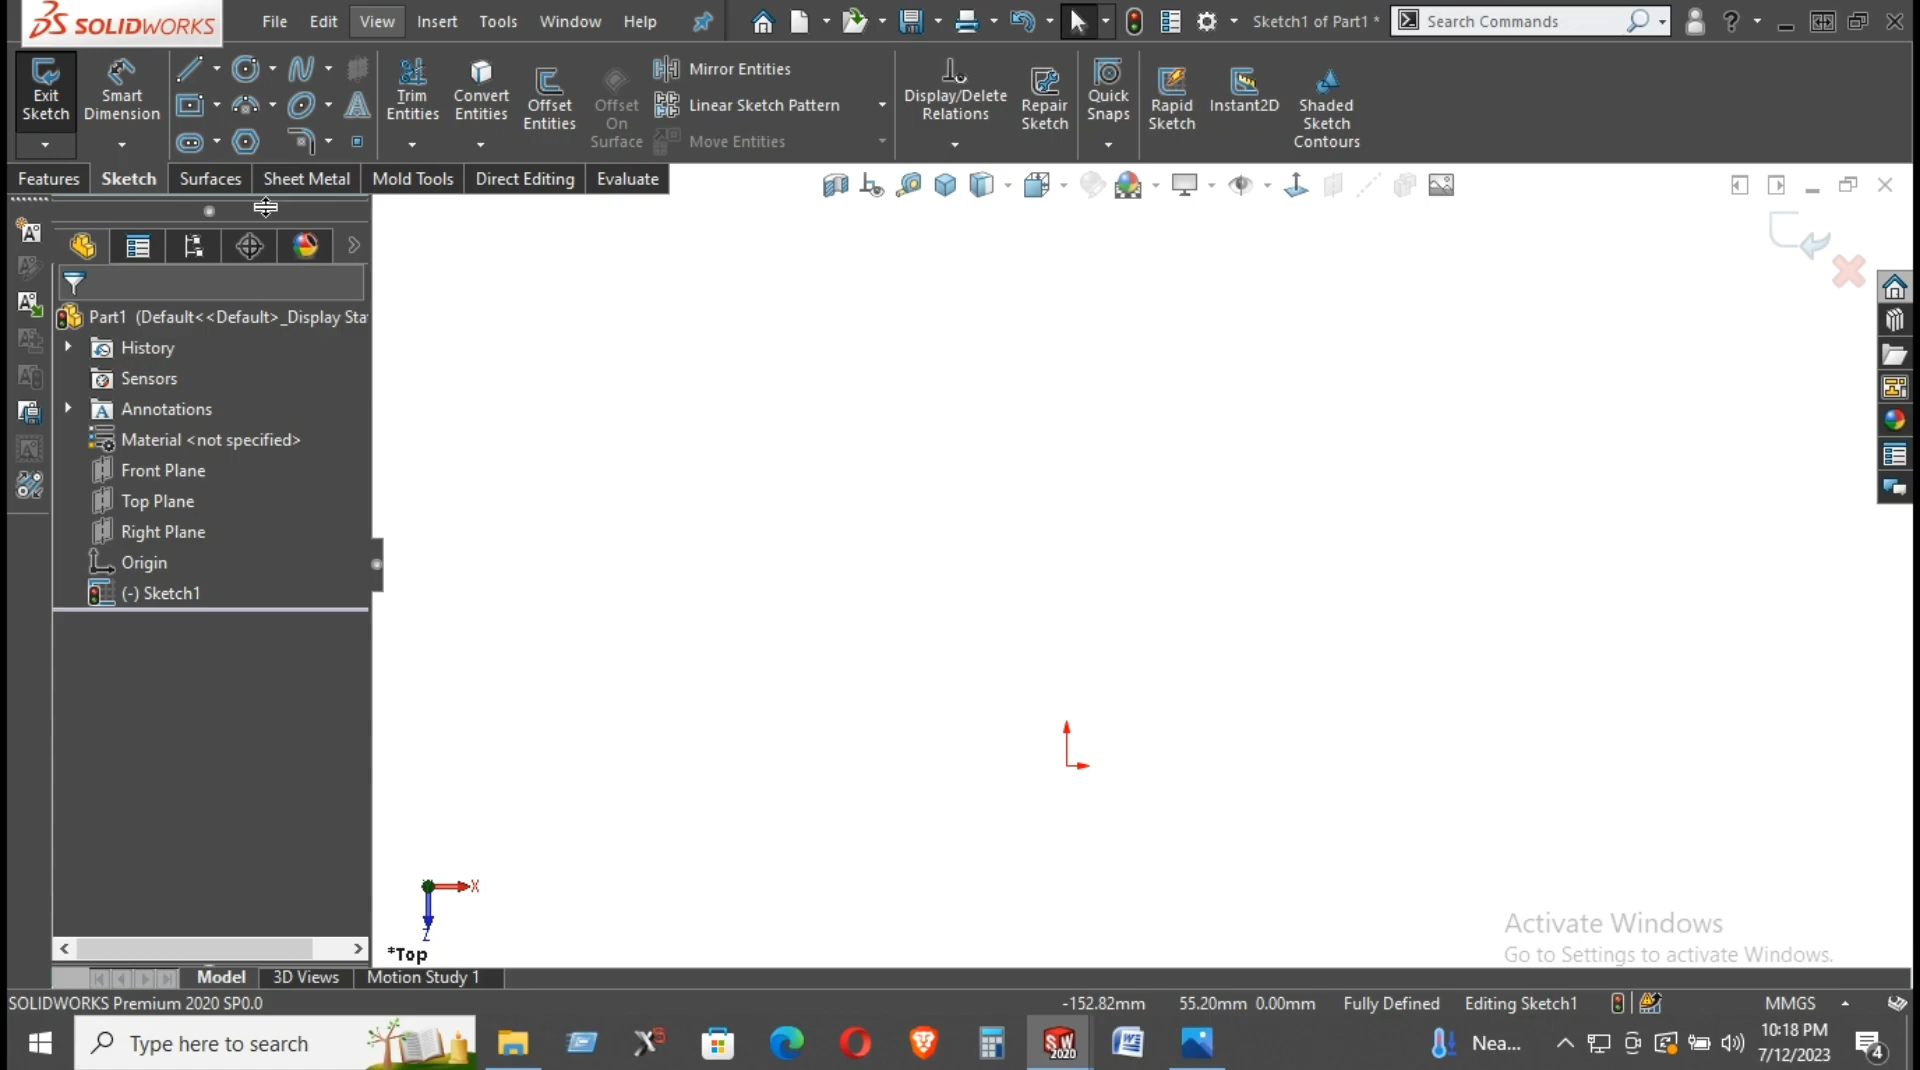 SOLIDWORKS File Edit View Insert Tools Window Help Sketch1 of Part1 * Search Commands
Exit Sketch
Smart Dimension
Trim Entities
Convert Entities
Offset Entities
Offset On Surface
Mirror Entities
Linear Sketch Pattern
Move Entities
Display/Delete Relations
Repair Sketch
Quick Snaps
Rapid Sketch
Instant2D
Shaded Sketch Contours
Features Sketch Surfaces Sheet Metal Mold Tools Direct Editing Evaluate
Part1 (Default<<Default>_Display Sta
History
Sensors
Annotations
Material <not specified>
Front Plane
Top Plane
Right Plane
Origin
(-) Sketch1
X
Z
*Top
Activate Windows
Go to Settings to activate Windows.
Model 3D Views Motion Study 1
SOLIDWORKS Premium 2020 SP0.0 -152.82mm 55.20mm 0.00mm Fully Defined Editing Sketch1 MMGS
Type here to search
SW 2020
Nea...
10:18 PM
7/12/2023
4